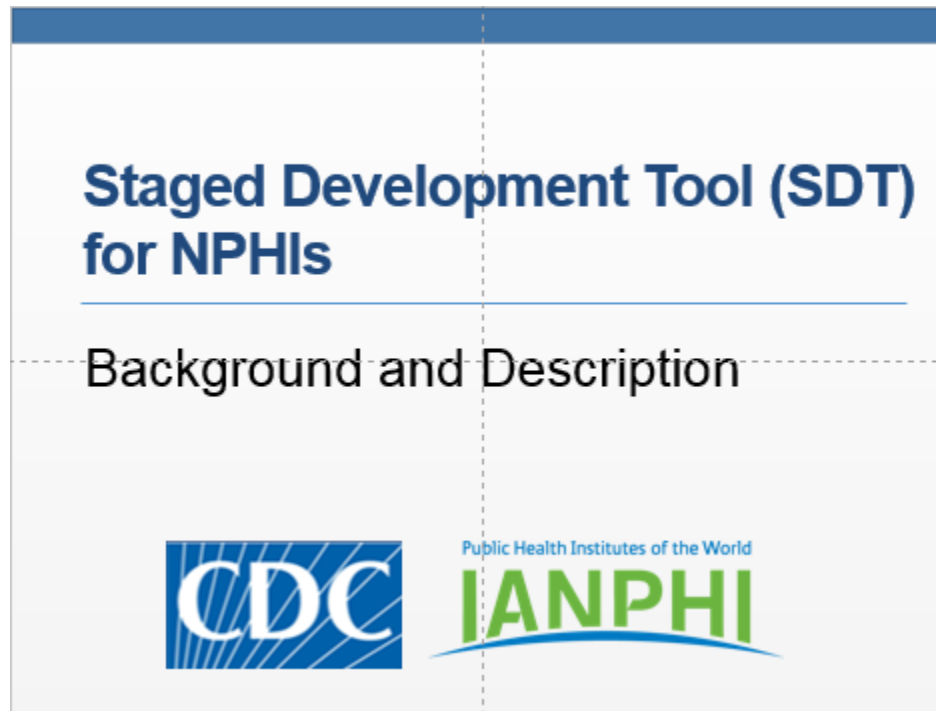 Staged Development Tool (SDT)
for NPHIs
Background and Description
CDC
Public Health Institutes of the World
IANPHI